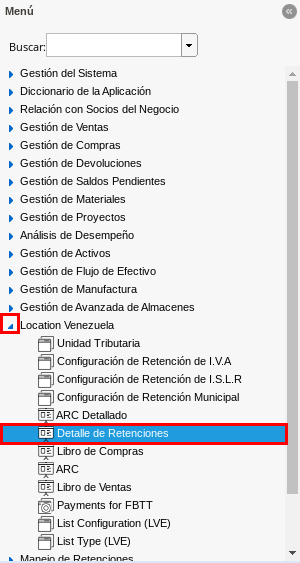 Menú
Buscar:
Gestión del Sistema
Diccionario de la Aplicación
Relación con Socios del Negocio
Gestión de Ventas
Gestión de Compras
Gestión de Devoluciones
Gestión de Saldos Pendientes
Gestión de Materiales
Gestión de Proyectos
Análisis de Desempeño
Gestión de Activos
Gestión de Flujo de Efectivo
Gestión de Manufactura
Gestión de Avanzada de Almacenes
Location Venezuela
Unidad Tributaria
Configuración de Retención de I.V.A
Configuración de Retención de I.S.L.R
Configuración de Retención Municipal
ARC Detallado
Detalle de Retenciones
Libro de Compras
ARC
Libro de Ventas
Payments for FBTT
List Configuration (LVE)
List Type (LVE)
Manejo de Retenciones